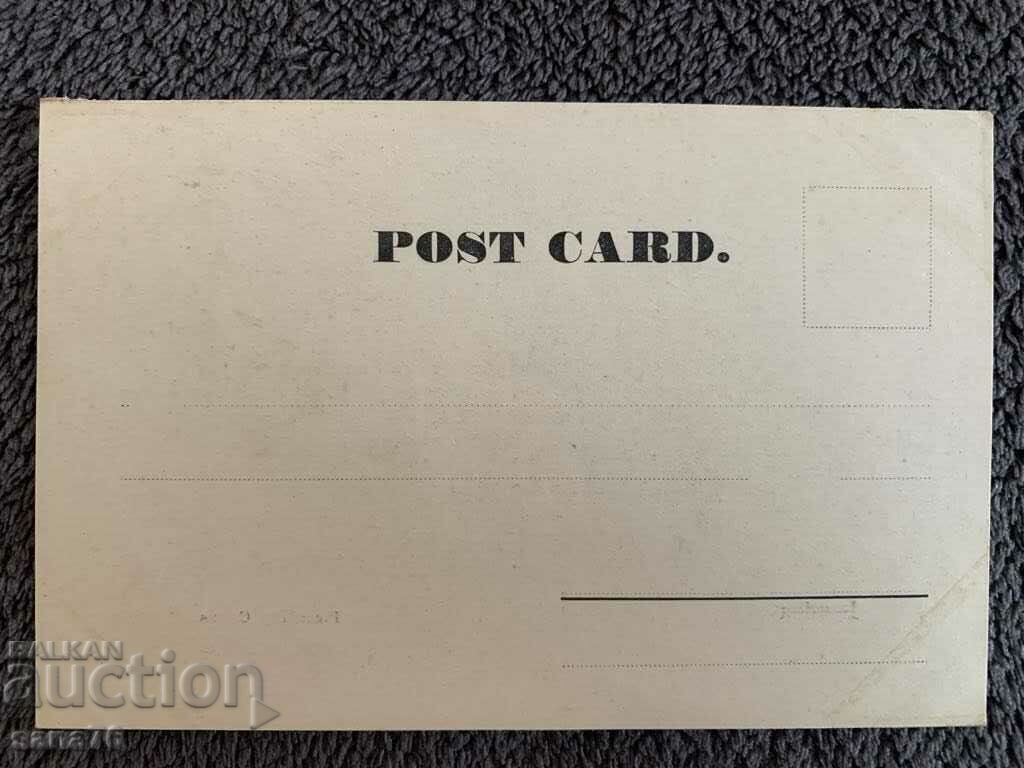 POST CARD.
BALKAN
auction
sana76